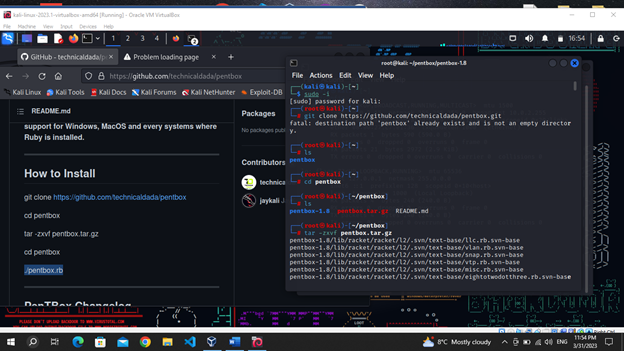 kali-linux-2023.1-virtualbox-amd64 [Running] - Oracle VM VirtualBox
File Machine View Input Devices Help
1 2 3 4
16:54
GitHub - technicaldada/pentbox
Problem loading page
https://github.com/technicaldada/pentbox
Kali Linux Kali Tools Kali Docs Kali Forums Kali NetHunter Exploit-DB
README.md
support for Windows, MacOS and every systems where
Ruby is installed.
How to Install
git clone https://github.com/technicaldada/pentbox
cd pentbox
tar -zxvf pentbox.tar.gz
cd pentbox
./pentbox.rb
PenTBox Changelog
Packages
No packages
Contributors
jaykali
root@kali: ~/pentbox/pentbox-1.8
File Actions Edit View Help
(kali㉿kali)-[~]
$ sudo -i
[sudo] password for kali:
(root㉿kali)-[~]
# git clone https://github.com/technicaldada/pentbox.git
fatal: destination path 'pentbox' already exists and is not an empty director
y.
(root㉿kali)-[~]
# ls
pentbox
(root㉿kali)-[~]
# cd pentbox
(root㉿kali)-[~/pentbox]
# ls
pentbox-1.8 pentbox.tar.gz README.md
(root㉿kali)-[~/pentbox]
# tar -zxvf pentbox.tar.gz
pentbox-1.8/lib/racket/racket/l2/.svn/text-base/llc.rb.svn-base
pentbox-1.8/lib/racket/racket/l2/.svn/text-base/vlan.rb.svn-base
pentbox-1.8/lib/racket/racket/l2/.svn/text-base/snap.rb.svn-base
pentbox-1.8/lib/racket/racket/l2/.svn/text-base/vtp.rb.svn-base
pentbox-1.8/lib/racket/racket/l2/.svn/text-base/misc.rb.svn-base
pentbox-1.8/lib/racket/racket/l2/.svn/text-base/eightotwodotthree.rb.svn-base
Right Ctrl
8°C Mostly cloudy
ENG
11:54 PM
3/31/2023